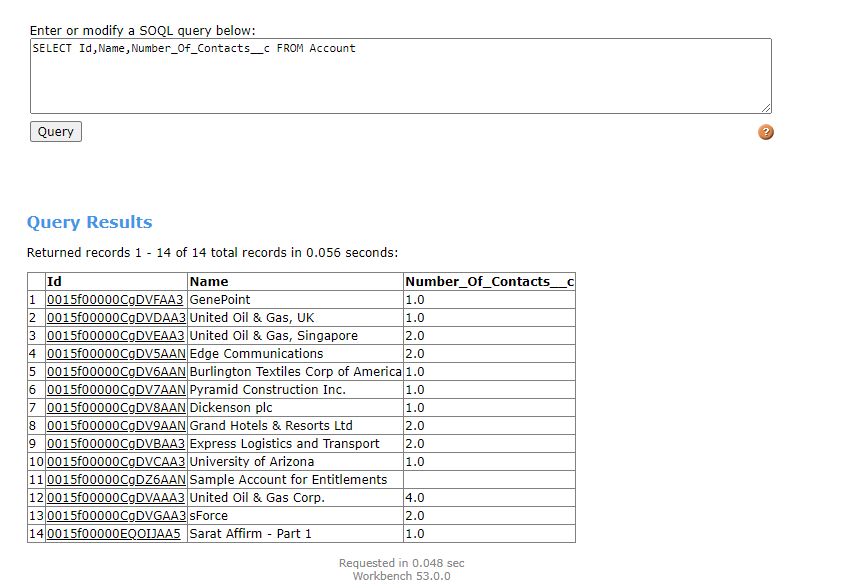 Enter or modify a SOQL query below:
SELECT Id,Name,Number_Of_Contacts__c FROM Account
Query
?
Query Results
Returned records 1 - 14 of 14 total records in 0.056 seconds:
Id Name Number_Of_Contacts__c
1 0015f00000CgDVFAA3 GenePoint 1.0
2 0015f00000CgDVDAA3 United Oil & Gas, UK 1.0
3 0015f00000CgDVEAA3 United Oil & Gas, Singapore 2.0
4 0015f00000CgDV5AAN Edge Communications 2.0
5 0015f00000CgDV6AAN Burlington Textiles Corp of America 1.0
6 0015f00000CgDV7AAN Pyramid Construction Inc. 1.0
7 0015f00000CgDV8AAN Dickenson plc 1.0
8 0015f00000CgDV9AAN Grand Hotels & Resorts Ltd 2.0
9 0015f00000CgDVBAA3 Express Logistics and Transport 2.0
10 0015f00000CgDVCAA3 University of Arizona 1.0
11 0015f00000CgDZ6AAN Sample Account for Entitlements
12 0015f00000CgDVAAA3 United Oil & Gas Corp. 4.0
13 0015f00000CgDVGAA3 sForce 2.0
14 0015f00000EQOIJAA5 Sarat Affirm - Part 1 1.0
Requested in 0.048 sec
Workbench 53.0.0